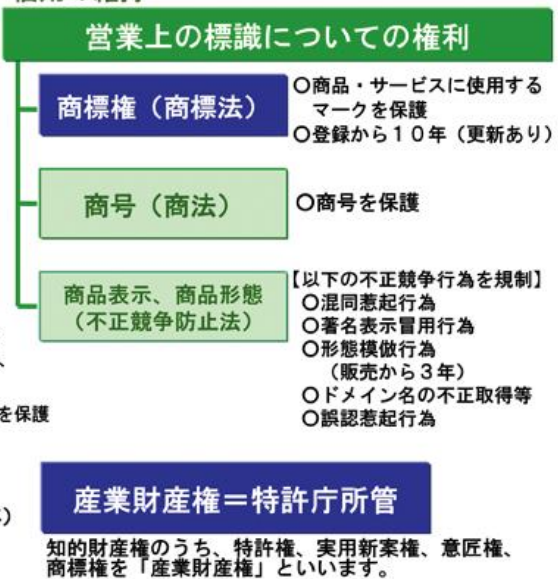 営業上の標識についての権利
商標権（商標法）
○商品・サービスに使用する
マークを保護
○登録から１０年（更新あり）
商号（商法）
○商号を保護
商品表示、商品形態
（不正競争防止法）
【以下の不正競争行為を規制】
○混同惹起行為
○著名表示冒用行為
○形態模倣行為
（販売から３年）
○ドメイン名の不正取得等
○誤認惹起行為
を保護
産業財産権＝特許庁所管
知的財産権のうち、特許権、実用新案権、意匠権、
商標権を「産業財産権」といいます。